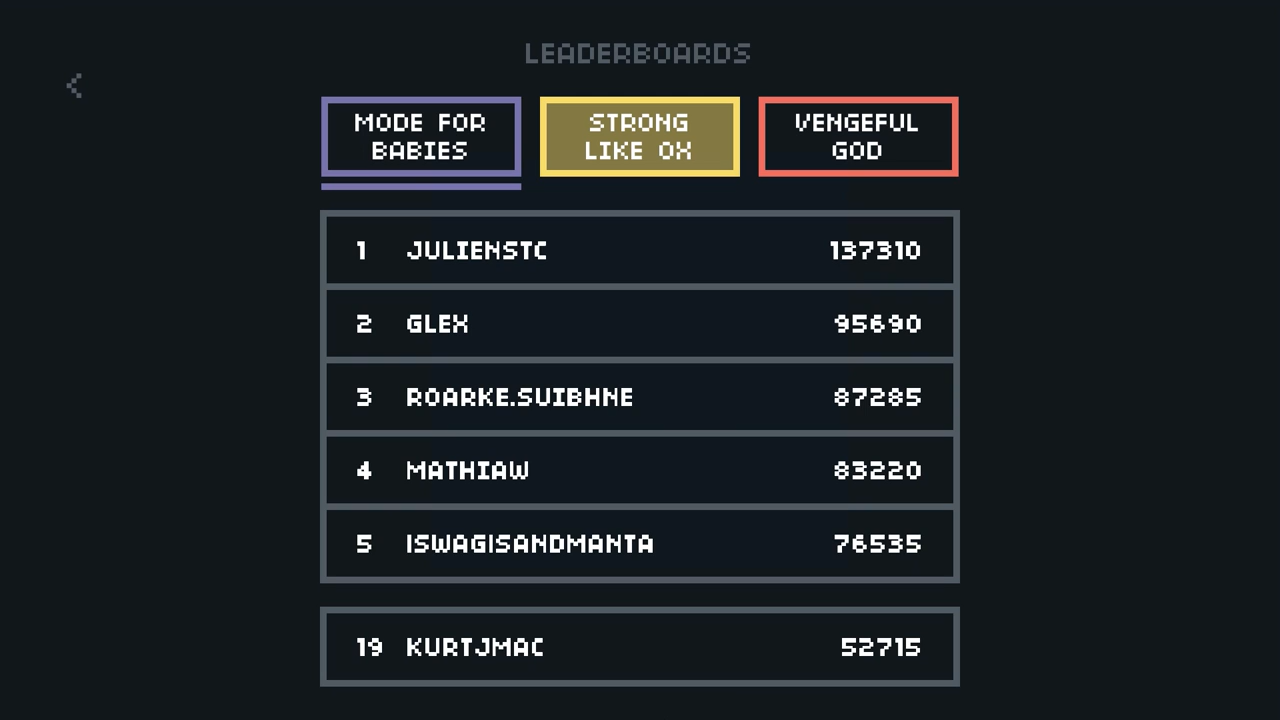 LEADERBOARDS
<
MODE FOR
BABIES
STRONG
LIKE OX
VENGEFUL
GOD
1 JULIENSTC 137310
2 GLEX 95690
3 ROARKE.SUIBHNE 87285
4 MATHIAW 83220
5 ISWAGISANDMANTA 76535
19 KURTJMAC 52715